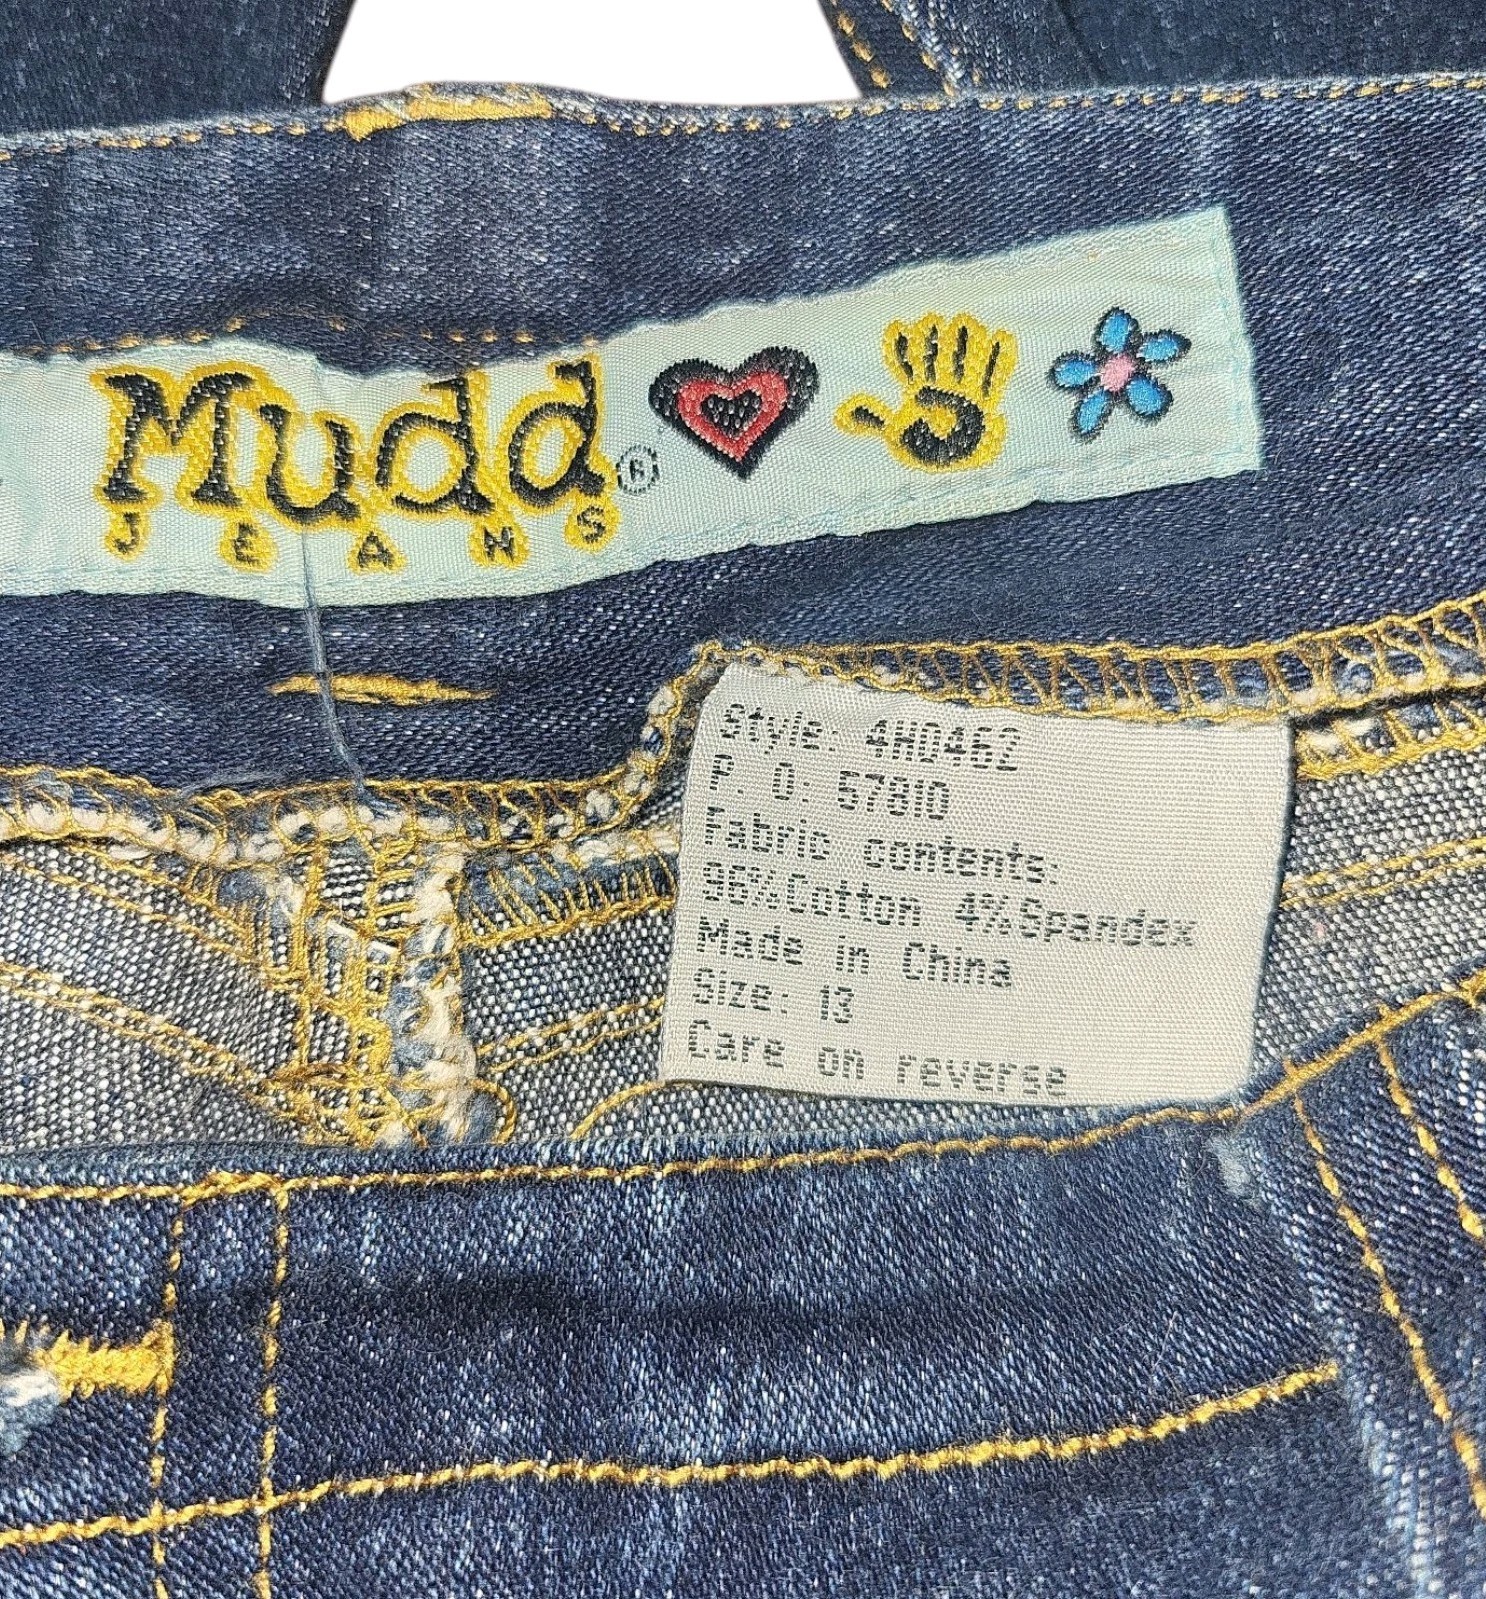 Mudd®
JEANS
Style: 4H0462
P. O: 57810
Fabric contents:
96%Cotton 4%Spandex
Made in China
Size: 13
Care on reverse